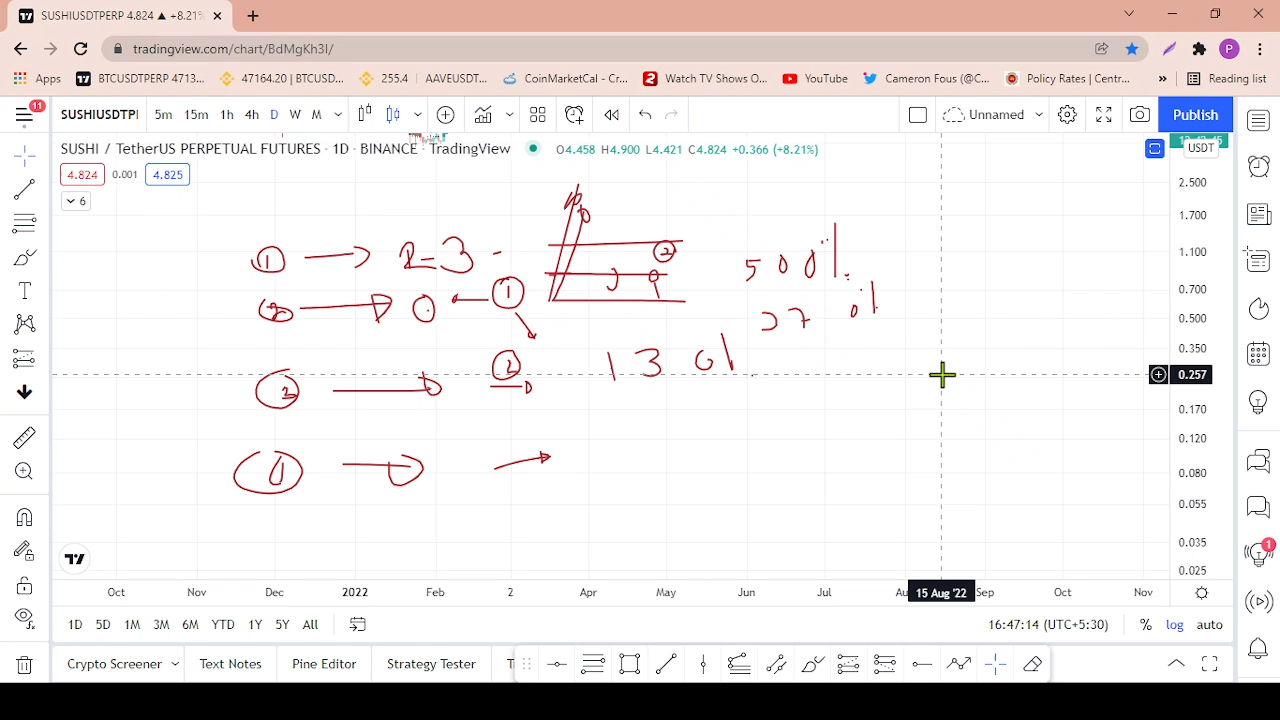 SUSHIUSDTPERP 4.824 ▲ +8.21%
tradingview.com/chart/BdMgKh3I/
P
Apps BTCUSDTPERP 4713... 47164.20 | BTCUSD... 255.4 AAVEUSDT... CoinMarketCal - Cr... Watch TV Shows O... YouTube Cameron Fous (@C... Policy Rates | Centr... » Reading list
11 SUSHIUSDTPI 5m 15m 1h 4h D W M Unnamed Publish
SUSHI / TetherUS PERPETUAL FUTURES · 1D · BINANCE · TradingView O4.458 H4.900 L4.421 C4.824 +0.366 (+8.21%) USDT
4.824 0.001 4.825
6
2.500
1.700
1.100
0.700
0.500
0.350
0.257
0.170
0.120
0.080
0.055
0.035
0.025
1 2-3 2 500%
2 1 27 %
2 2 13 %
1
Oct Nov Dec 2022 Feb 2 Apr May Jun Jul 15 Aug '22 Sep Oct Nov
1D 5D 1M 3M 6M YTD 1Y 5Y All 16:47:14 (UTC+5:30) % log auto
1
Crypto Screener Text Notes Pine Editor Strategy Tester